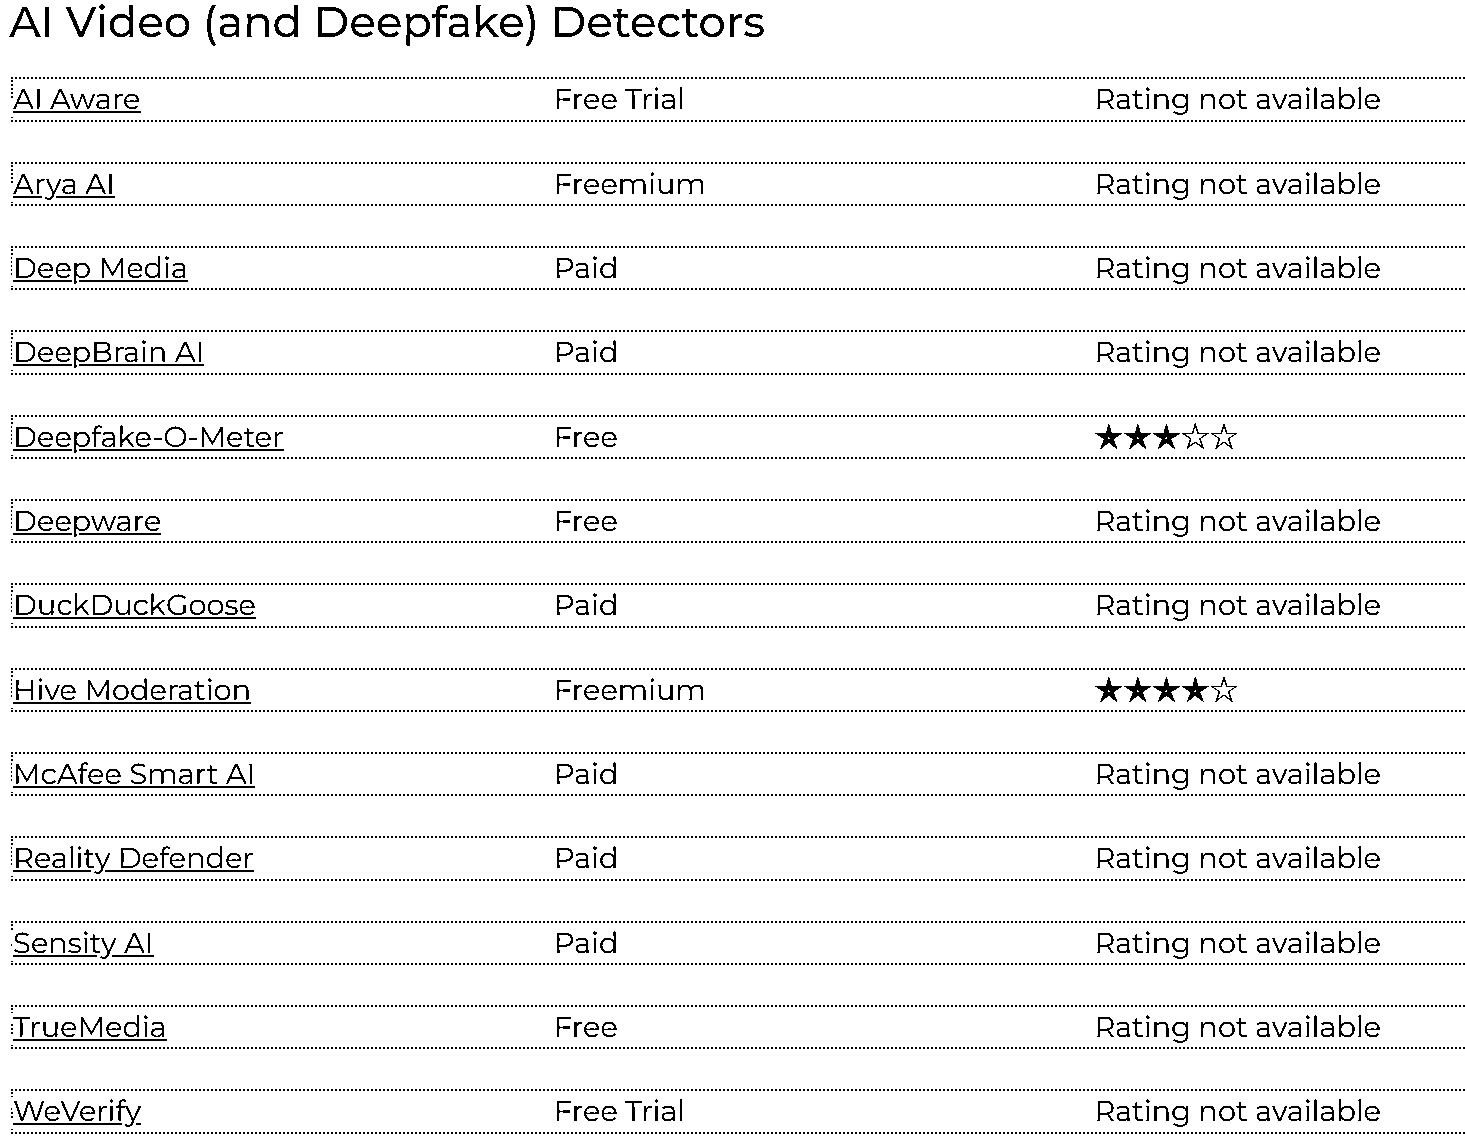 AI Video (and Deepfake) Detectors
AI Aware Free Trial Rating not available
Arya AI Freemium Rating not available
Deep Media Paid Rating not available
DeepBrain AI Paid Rating not available
Deepfake-O-Meter Free ★★★☆☆
Deepware Free Rating not available
DuckDuckGoose Paid Rating not available
Hive Moderation Freemium ★★★★☆
McAfee Smart AI Paid Rating not available
Reality Defender Paid Rating not available
Sensity AI Paid Rating not available
TrueMedia Free Rating not available
WeVerify Free Trial Rating not available